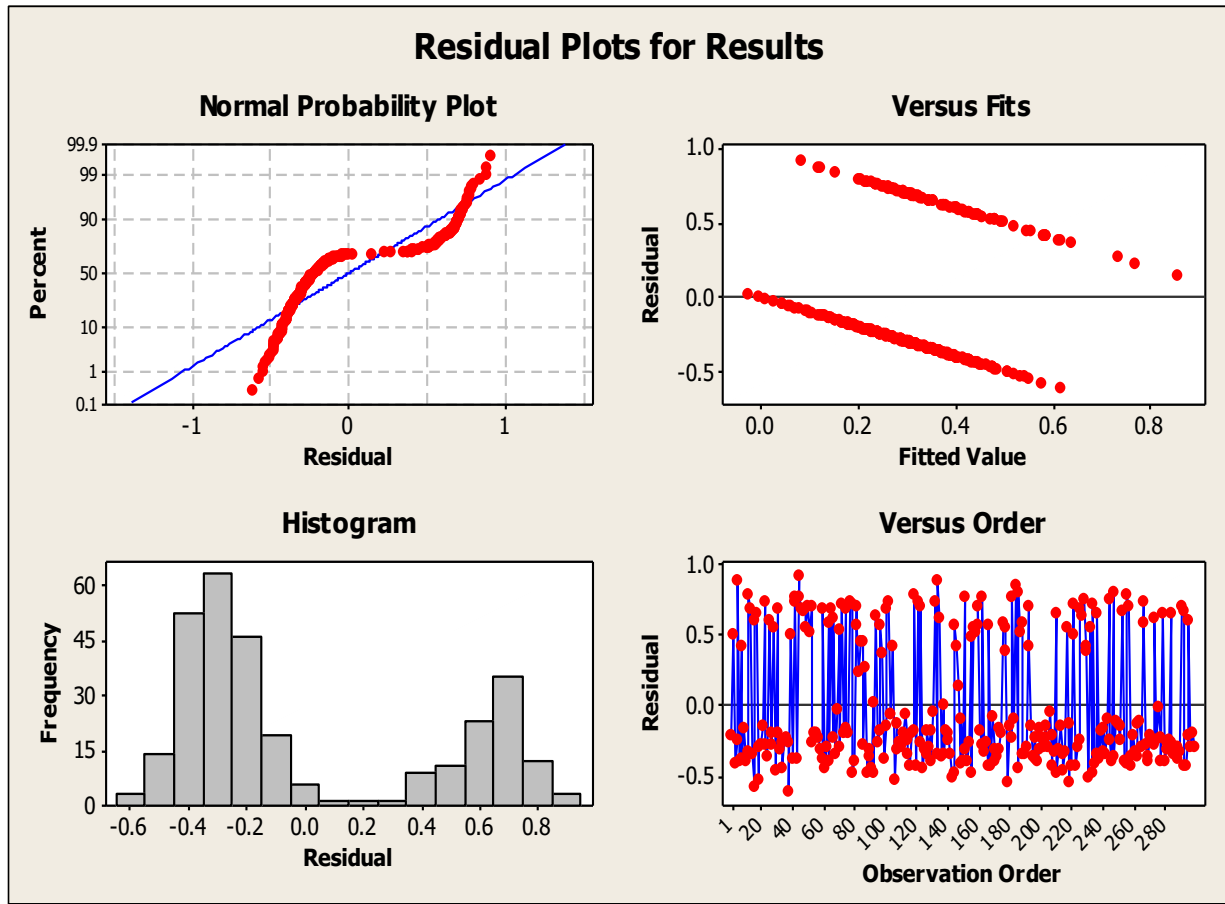 Residual Plots for Results
Normal Probability Plot
99.9
99
90
50
10
1
0.1
Percent
-1 0 1
Residual
Versus Fits
1.0
0.5
0.0
-0.5
Residual
0.0 0.2 0.4 0.6 0.8
Fitted Value
Histogram
60
45
30
15
0
Frequency
-0.6 -0.4 -0.2 0.0 0.2 0.4 0.6 0.8
Residual
Versus Order
1.0
0.5
0.0
-0.5
Residual
1 20 40 60 80 100 120 140 160 180 200 220 240 260 280
Observation Order